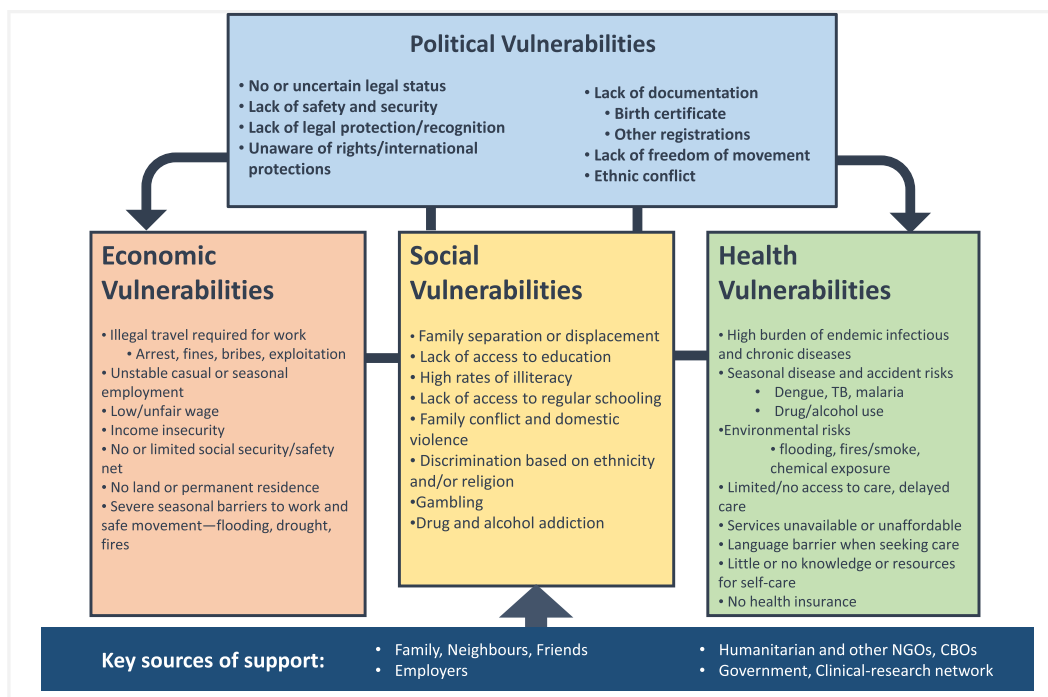 Political Vulnerabilities
• No or uncertain legal status
• Lack of safety and security
• Lack of legal protection/recognition
• Unaware of rights/international
protections
• Lack of documentation
• Birth certificate
• Other registrations
• Lack of freedom of movement
• Ethnic conflict
Economic
Vulnerabilities
• Illegal travel required for work
• Arrest, fines, bribes, exploitation
• Unstable casual or seasonal
employment
• Low/unfair wage
• Income insecurity
• No or limited social security/safety
net
• No land or permanent residence
• Severe seasonal barriers to work and
safe movement—flooding, drought,
fires
Social
Vulnerabilities
• Family separation or displacement
• Lack of access to education
• High rates of illiteracy
• Lack of access to regular schooling
• Family conflict and domestic
violence
• Discrimination based on ethnicity
and/or religion
•Gambling
•Drug and alcohol addiction
Health
Vulnerabilities
• High burden of endemic infectious
and chronic diseases
• Seasonal disease and accident risks
• Dengue, TB, malaria
• Drug/alcohol use
•Environmental risks
• flooding, fires/smoke,
chemical exposure
• Limited/no access to care, delayed
care
• Services unavailable or unaffordable
• Language barrier when seeking care
• Little or no knowledge or resources
for self-care
• No health insurance
Key sources of support:
• Family, Neighbours, Friends
• Employers
• Humanitarian and other NGOs, CBOs
• Government, Clinical-research network